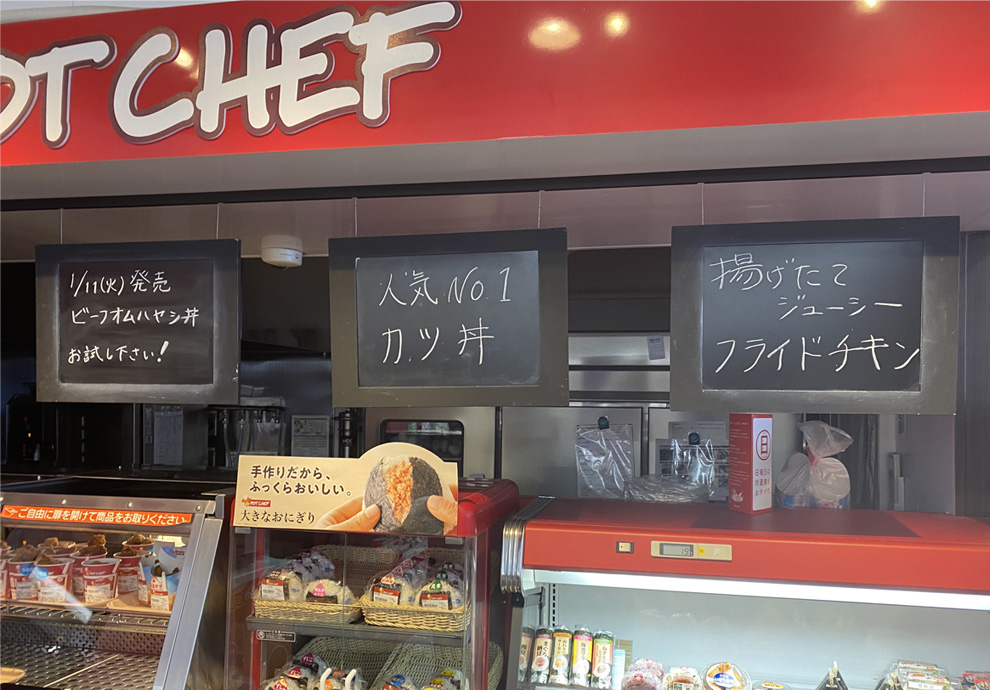 OT CHEF
1/11(火)発売
ビーフオムハヤシ丼
お試し下さい!
人気 No 1
カツ丼
揚げたて
ジューシー
フライドチキン
手作りだから、
ふっくらおいしい。
HOT CHEF
大きなおにぎり
ご自由に扉を開けて商品をお取りください
日